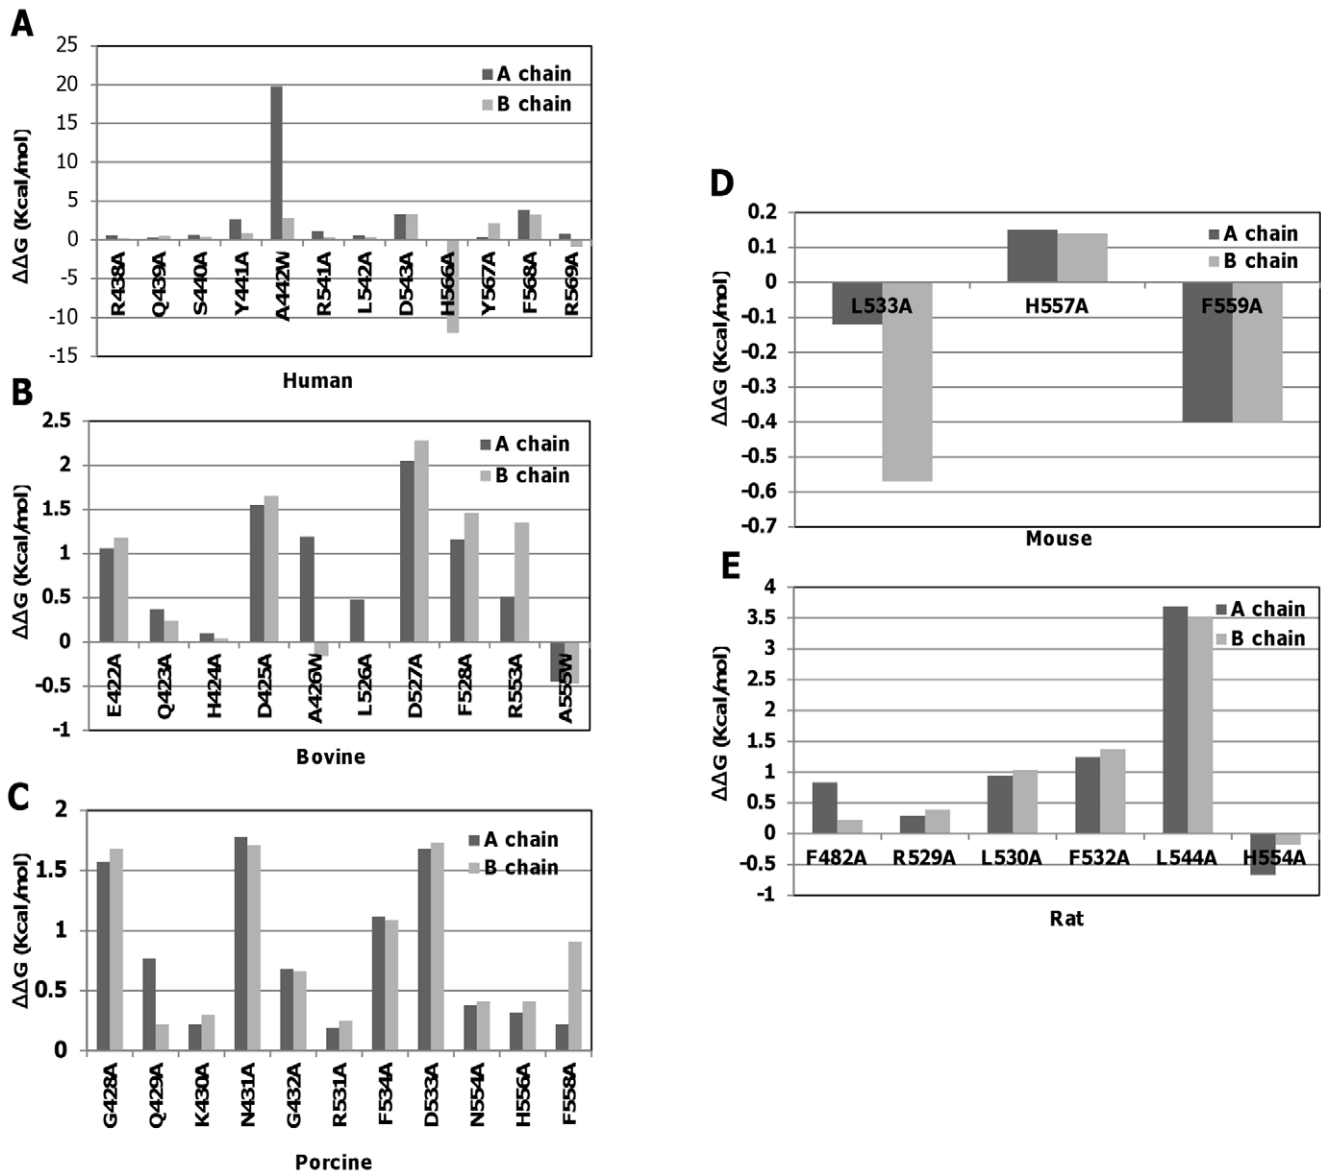 A
25
20
15
10
5
0
-5
-10
-15
ΔΔG (Kcal/mol)
A chain
B chain
R438A
Q439A
S440A
Y441A
A442W
R541A
L542A
D543A
H566A
Y567A
F568A
R569A
Human
B
2.5
2
1.5
1
0.5
0
-0.5
-1
ΔΔG (Kcal/mol)
A chain
B chain
E422A
Q423A
H424A
D425A
A426W
L526A
D527A
F528A
R553A
A555W
Bovine
C
2
1.5
1
0.5
0
ΔΔG (Kcal/mol)
A chain
B chain
G428A
Q429A
K430A
N431A
G432A
R531A
F534A
D533A
N554A
H556A
F558A
Porcine
D
0.2
0.1
0
-0.1
-0.2
-0.3
-0.4
-0.5
-0.6
-0.7
ΔΔG (Kcal/mol)
A chain
B chain
L533A H557A F559A
Mouse
E
4
3.5
3
2.5
2
1.5
1
0.5
0
-0.5
-1
ΔΔG (Kcal/mol)
A chain
B chain
F482A R529A L530A F532A L544A H554A
Rat